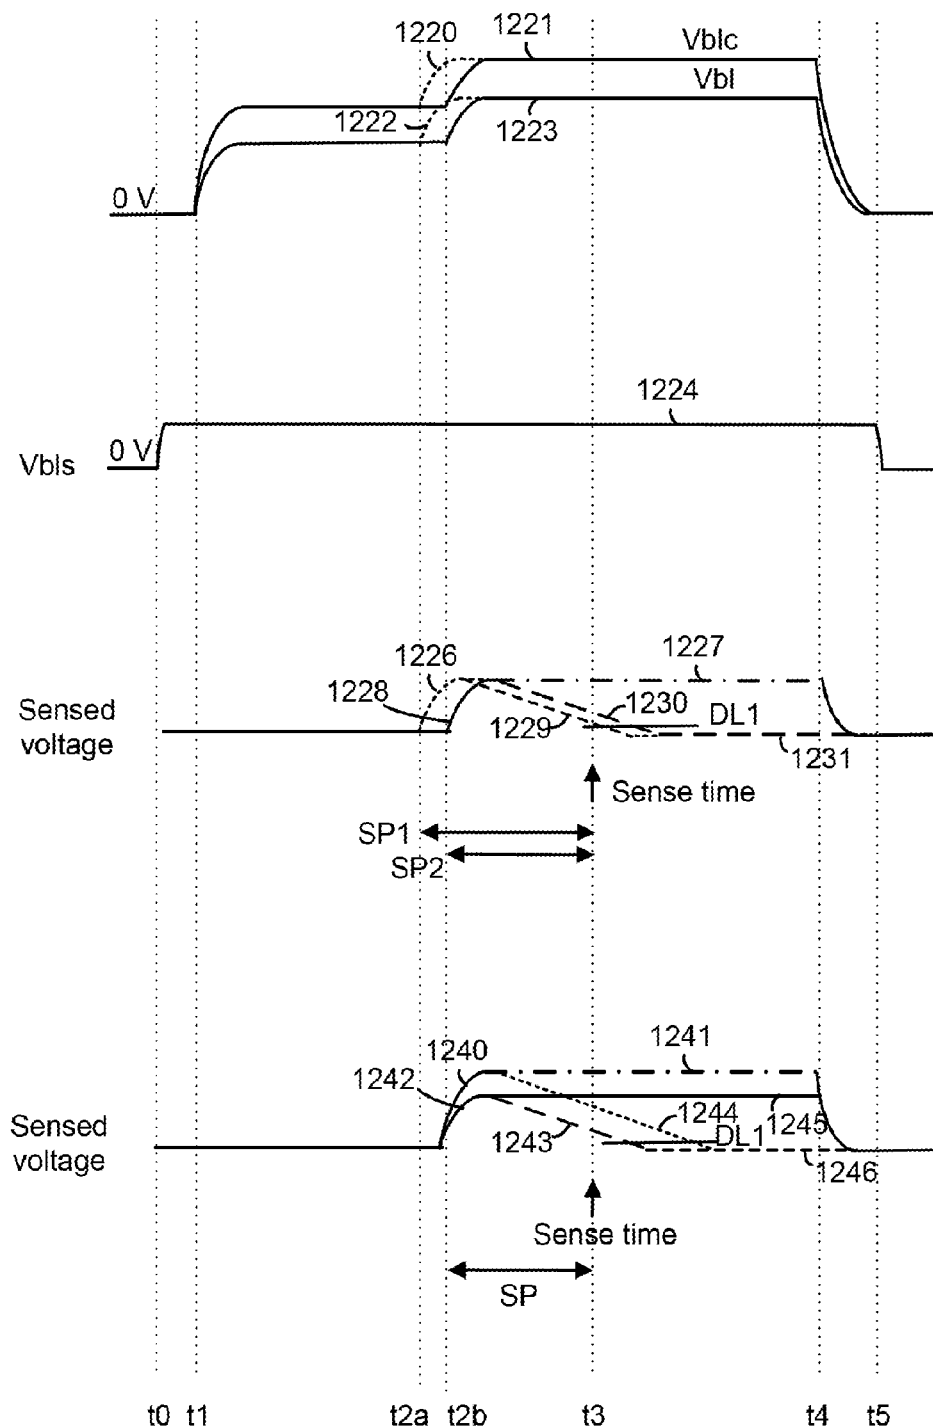 1220
1221
Vblc
Vbl
1222
1223
0 V
1224
0 V
Vbls
1226
1227
1228
1230
Sensed
voltage
DL1
1229
1231
Sense time
SP1
SP2
1240
1241
1242
1244
1245
Sensed
voltage
1243
DL1
1246
Sense time
SP
t0 t1 t2a t2b t3 t4 t5